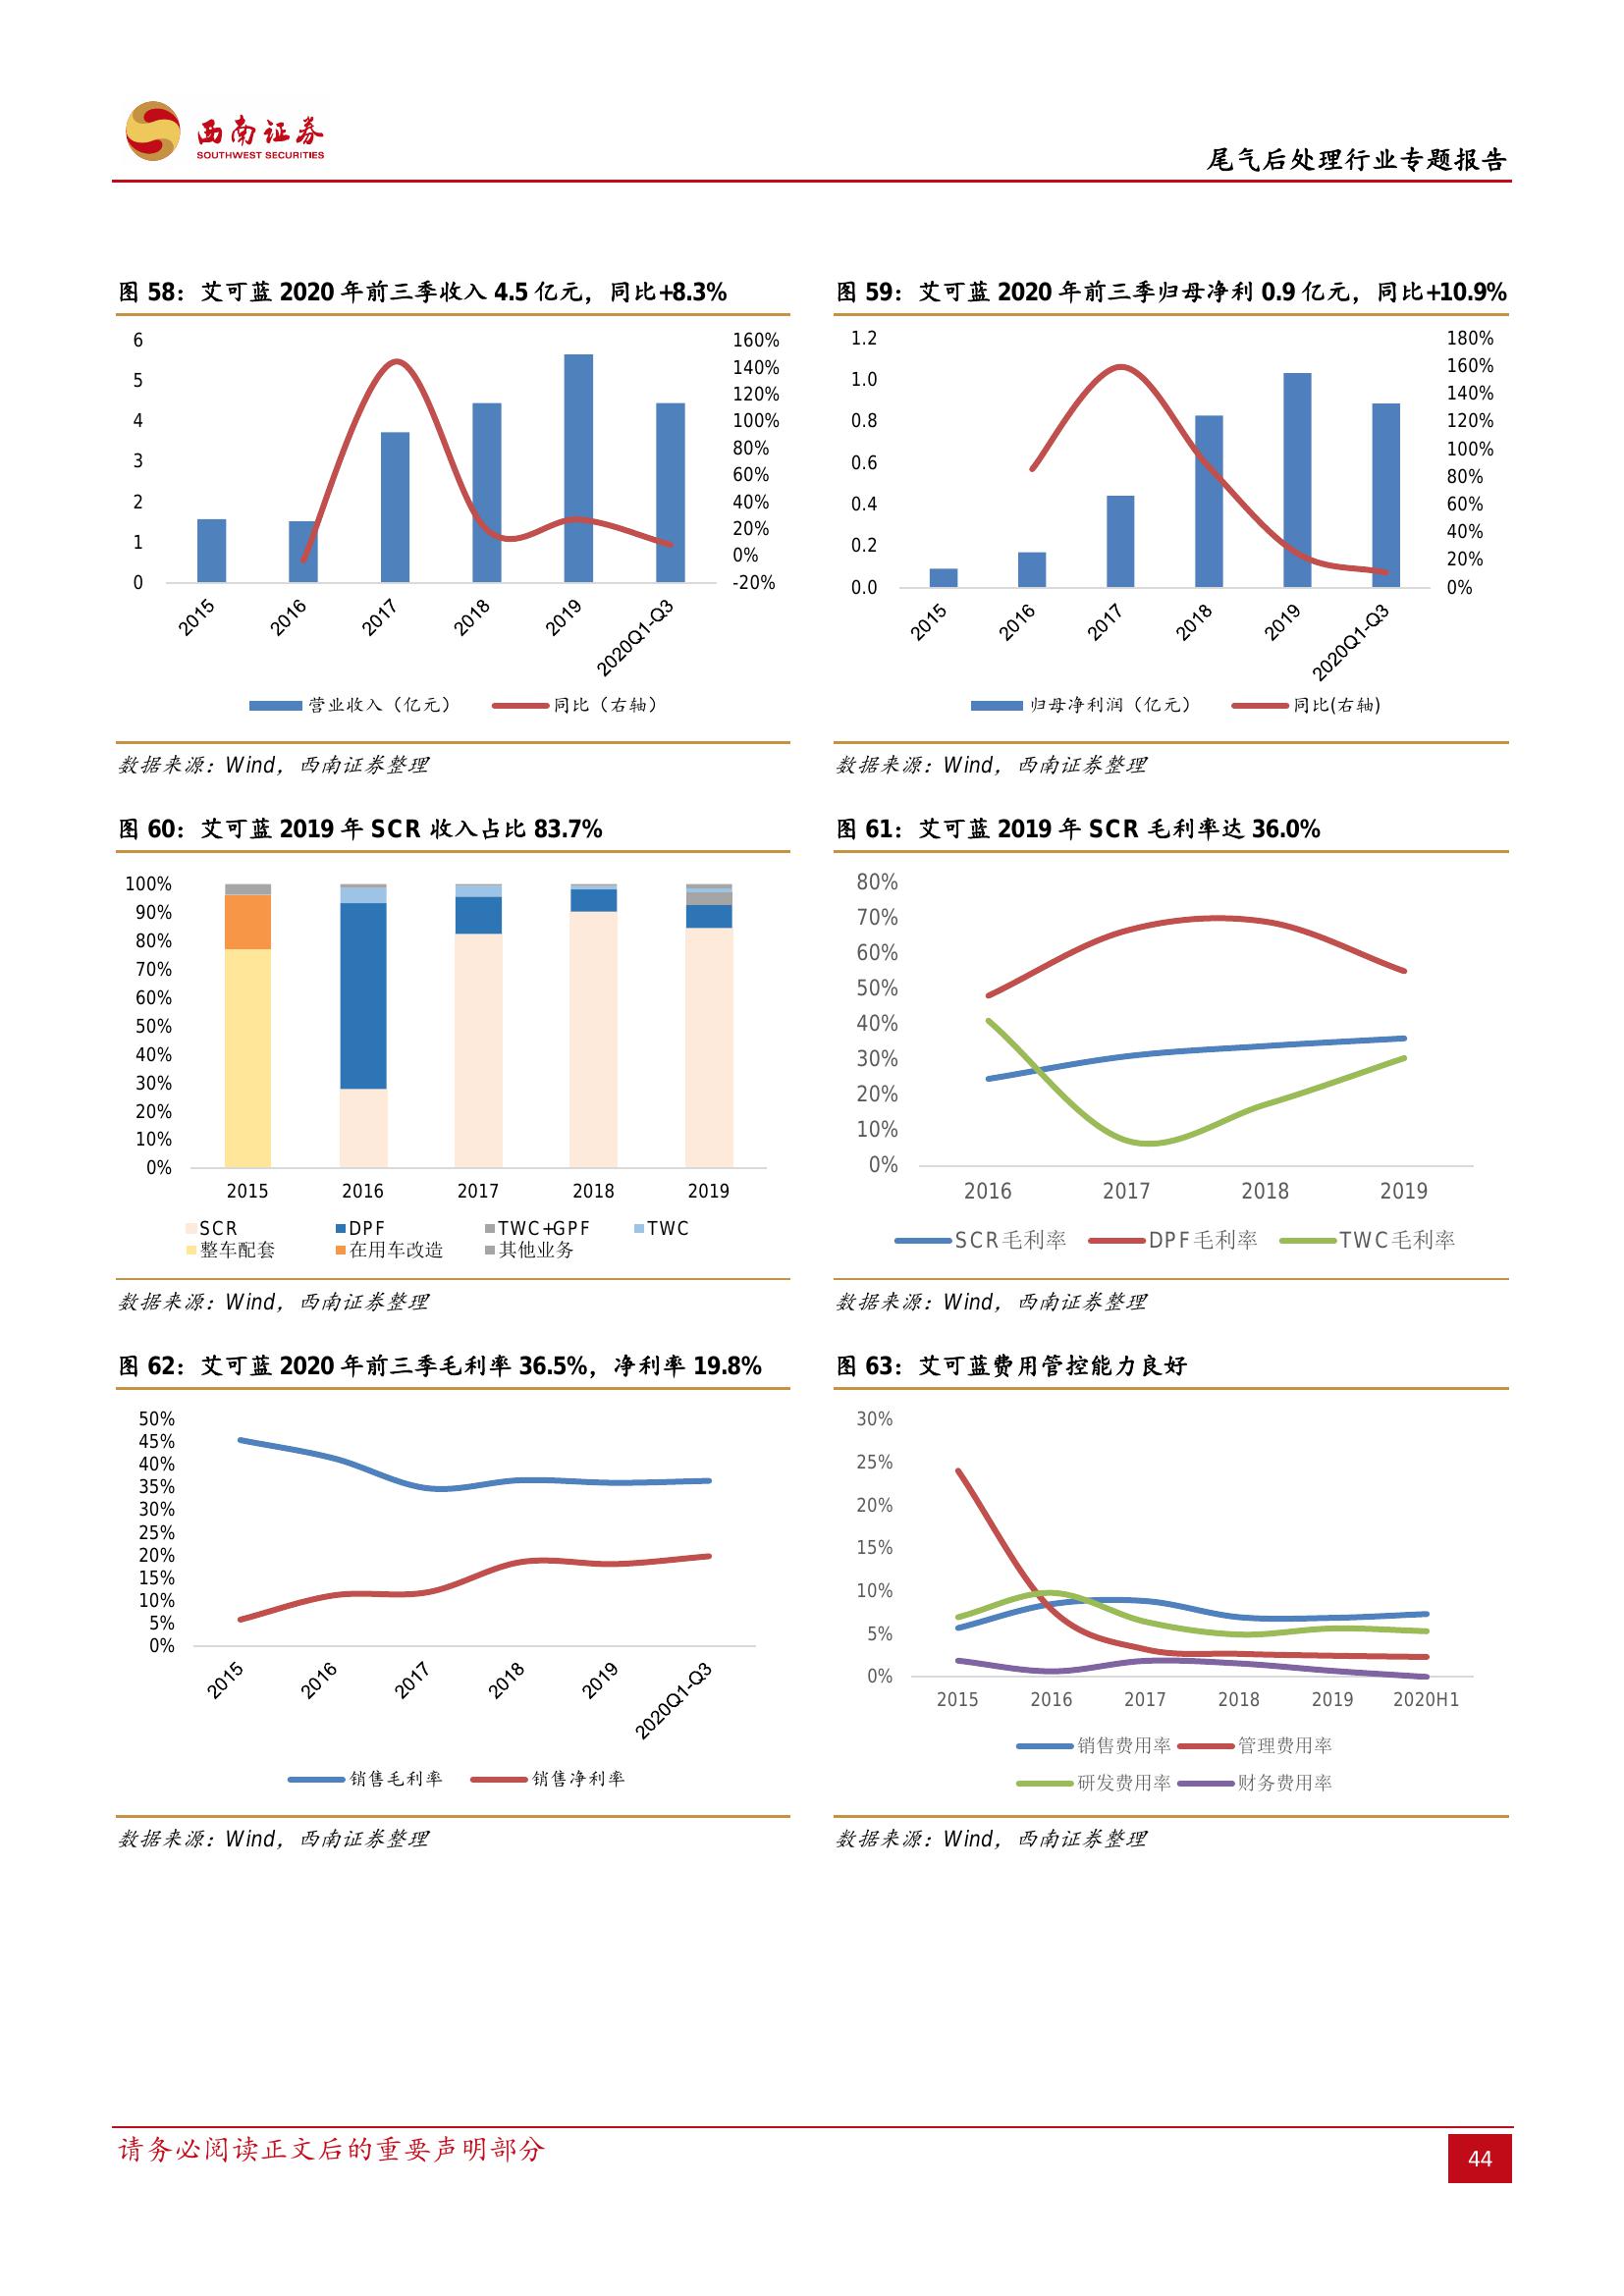 西南证券
SOUTHWEST SECURITIES
尾气后处理行业专题报告
图 58：艾可蓝 2020 年前三季收入 4.5 亿元，同比+8.3%
6
5
4
3
2
1
0
160%
140%
120%
100%
80%
60%
40%
20%
0%
-20%
2015
2016
2017
2018
2019
2020Q1-Q3
营业收入（亿元） 同比（右轴）
数据来源：Wind，西南证券整理
图 59：艾可蓝 2020 年前三季归母净利 0.9 亿元，同比+10.9%
1.2
1.0
0.8
0.6
0.4
0.2
0.0
180%
160%
140%
120%
100%
80%
60%
40%
20%
0%
2015
2016
2017
2018
2019
2020Q1-Q3
归母净利润（亿元） 同比(右轴)
数据来源：Wind，西南证券整理
图 60：艾可蓝 2019 年 SCR 收入占比 83.7%
100%
90%
80%
70%
60%
50%
40%
30%
20%
10%
0%
2015 2016 2017 2018 2019
SCR DPF TWC+GPF TWC
整车配套 在用车改造 其他业务
数据来源：Wind，西南证券整理
图 61：艾可蓝 2019 年 SCR 毛利率达 36.0%
80%
70%
60%
50%
40%
30%
20%
10%
0%
2016 2017 2018 2019
SCR毛利率 DPF毛利率 TWC毛利率
数据来源：Wind，西南证券整理
图 62：艾可蓝 2020 年前三季毛利率 36.5%，净利率 19.8%
50%
45%
40%
35%
30%
25%
20%
15%
10%
5%
0%
2015
2016
2017
2018
2019
2020Q1-Q3
销售毛利率 销售净利率
数据来源：Wind，西南证券整理
图 63：艾可蓝费用管控能力良好
30%
25%
20%
15%
10%
5%
0%
2015 2016 2017 2018 2019 2020H1
销售费用率 管理费用率
研发费用率 财务费用率
数据来源：Wind，西南证券整理
请务必阅读正文后的重要声明部分
44